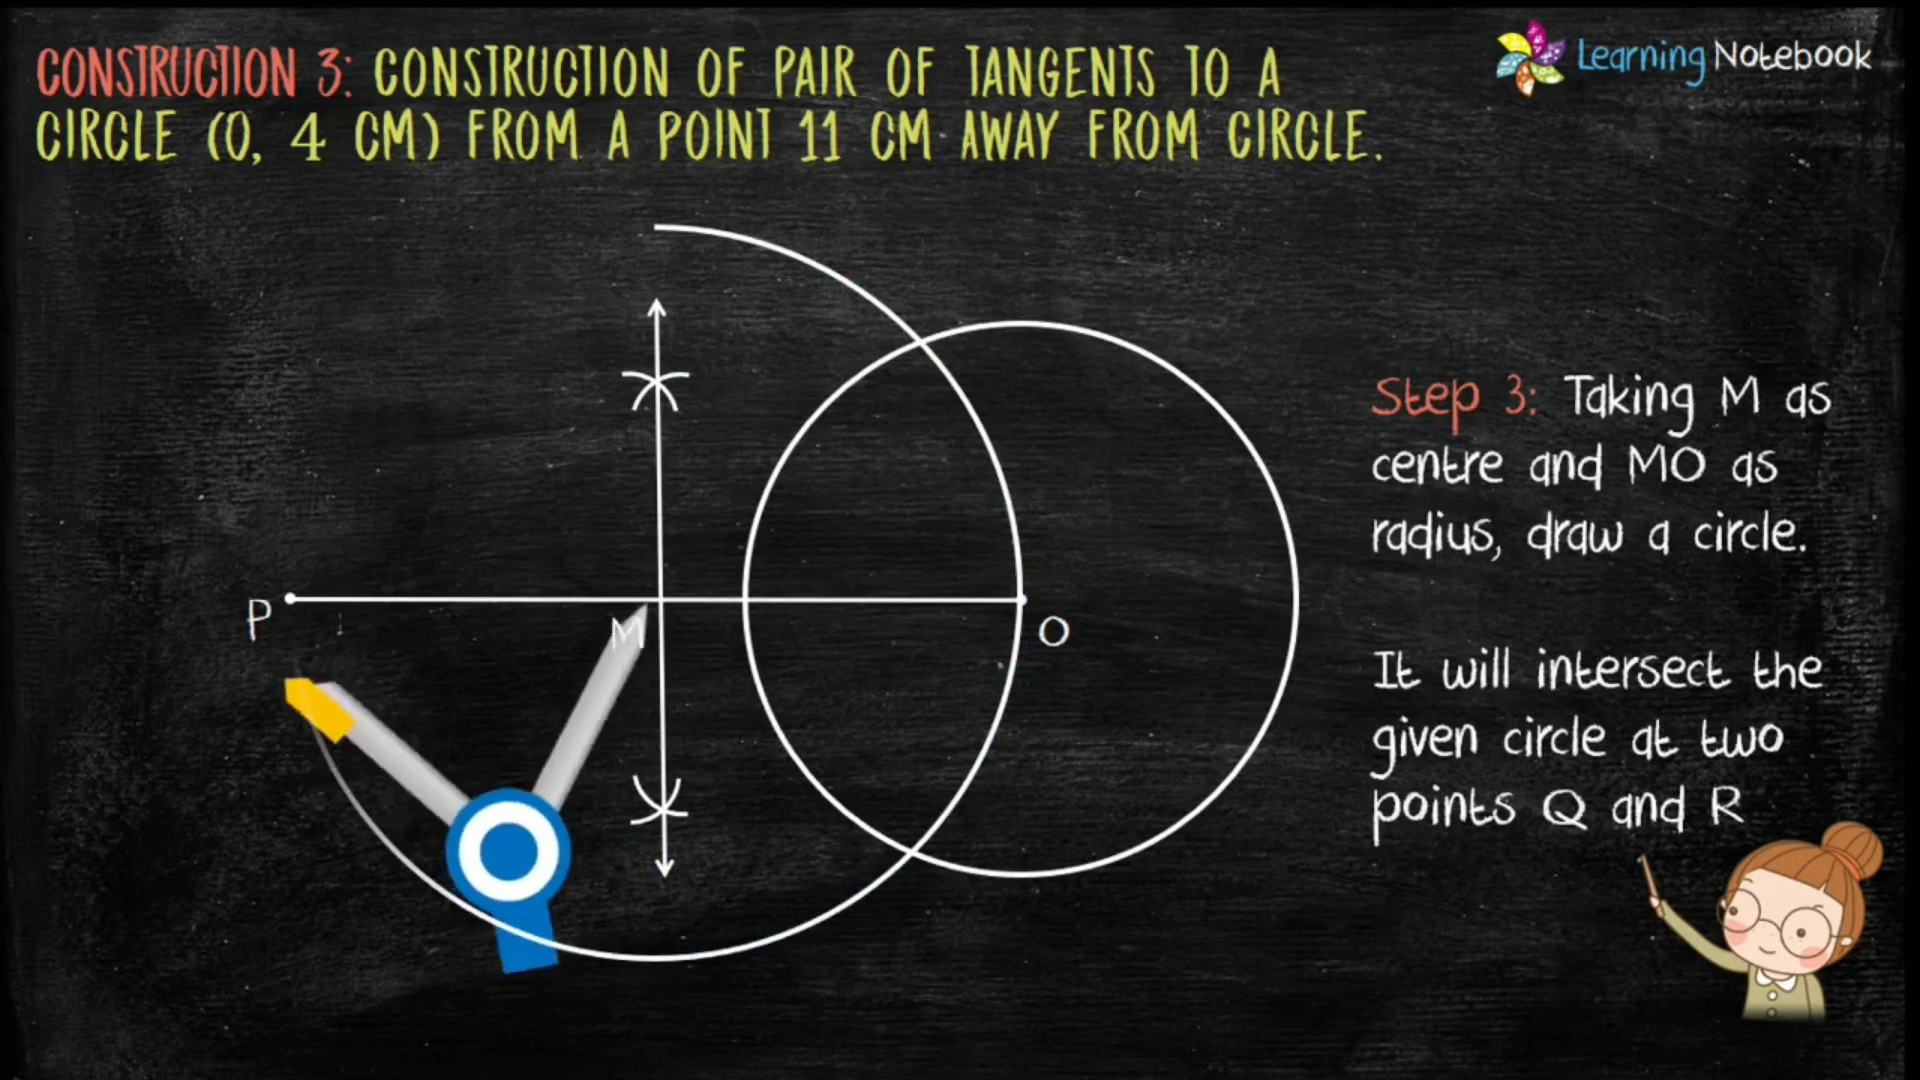 CONSTRUCTION 3: CONSTRUCTION OF PAIR OF TANGENTS TO A
CIRCLE (O, 4 CM) FROM A POINT 11 CM AWAY FROM CIRCLE.
Learning Notebook
P
M
O
Step 3: Taking M as
centre and MO as
radius, draw a circle.
It will intersect the
given circle at two
points Q and R